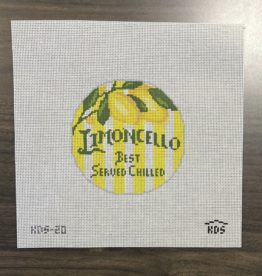 LIMONCELLO
BEST
SERVED CHILLED
KDS-20
KDS